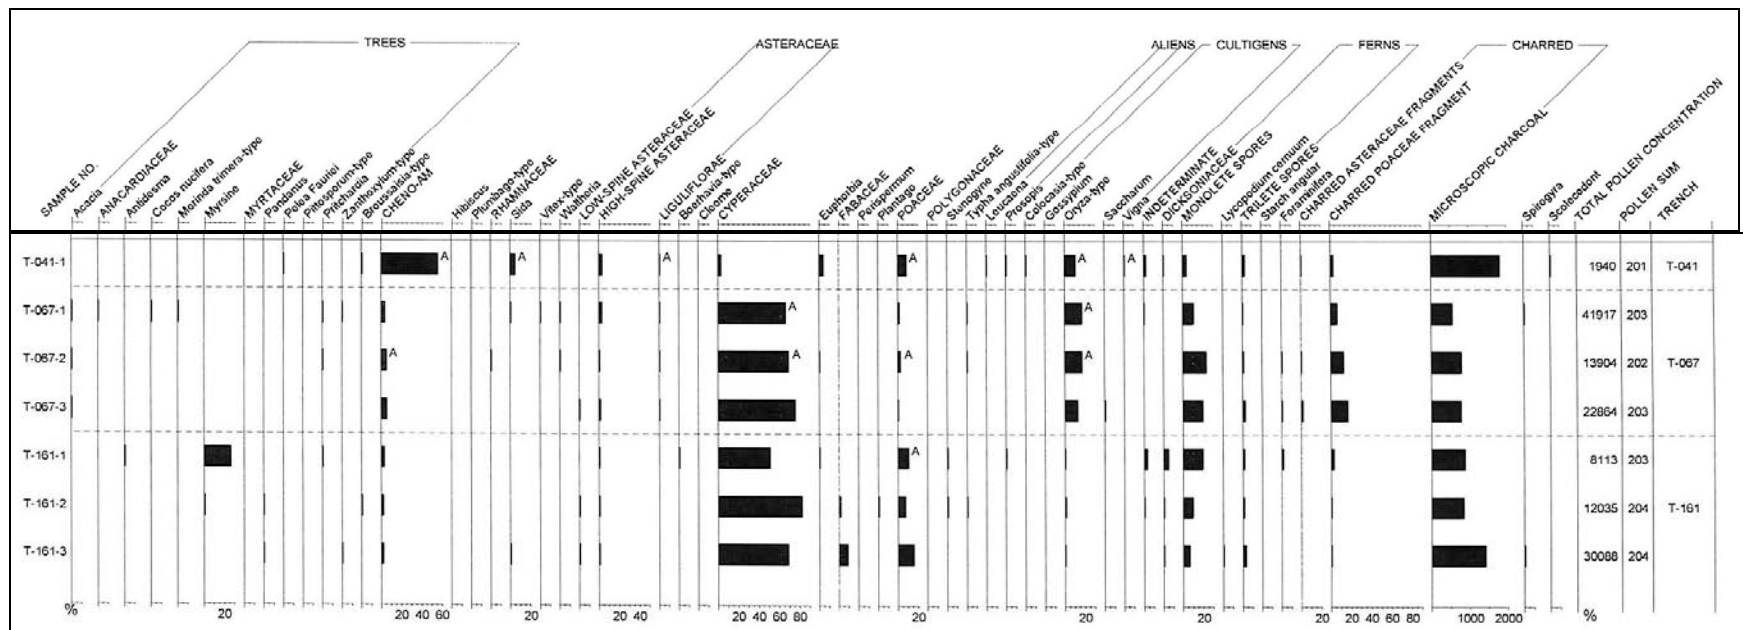 TREES ASTERACEAE ALIENS CULTIGENS FERNS CHARRED
SAMPLE NO.
Acacia
ANACARDIACEAE
Antidesma
Cocos nucifera
Morinda trimera-type
Myrsine
MYRTACEAE
Pandanus
Pelea Fauriei
Pittosporum-type
Pritchardia
Zanthoxylum-type
Broussaisia-type
CHENO-AM
Hibiscus
Plumbago-type
RHAMNACEAE
Sida
Vitex-type
Waltheria
LOW-SPINE ASTERACEAE
HIGH-SPINE ASTERACEAE
LIGULIFLORAE
Boerhavia-type
Cleome
CYPERACEAE
Euphorbia
FABACEAE
Perispermum
Plantago
POACEAE
POLYGONACEAE
Stenogyne
Typha angustifolia-type
Leucaena
Prosopis
Colocasia-type
Gossypium
Oryza-type
Saccharum
Vigna
INDETERMINATE
DICKSONIACEAE
MONOLETE SPORES
Lycopodium cernuum
TRILETE SPORES
Starch angular
Foraminifera
CHARRED ASTERACEAE FRAGMENTS
CHARRED POACEAE FRAGMENT
MICROSCOPIC CHARCOAL
Spirogyra
Scolecodont
TOTAL POLLEN CONCENTRATION
POLLEN SUM
TRENCH
T-041-1 A A A A A A 1940 201 T-041
T-067-1 A A 41917 203
T-067-2 A A A A 13904 202 T-067
T-067-3 22864 203
T-161-1 A 8113 203
T-161-2 12035 204 T-161
T-161-3 30088 204
% 20 20 40 60 20 20 40 20 40 60 80 20 20 20 20 20 40 60 80 1000 2000 %